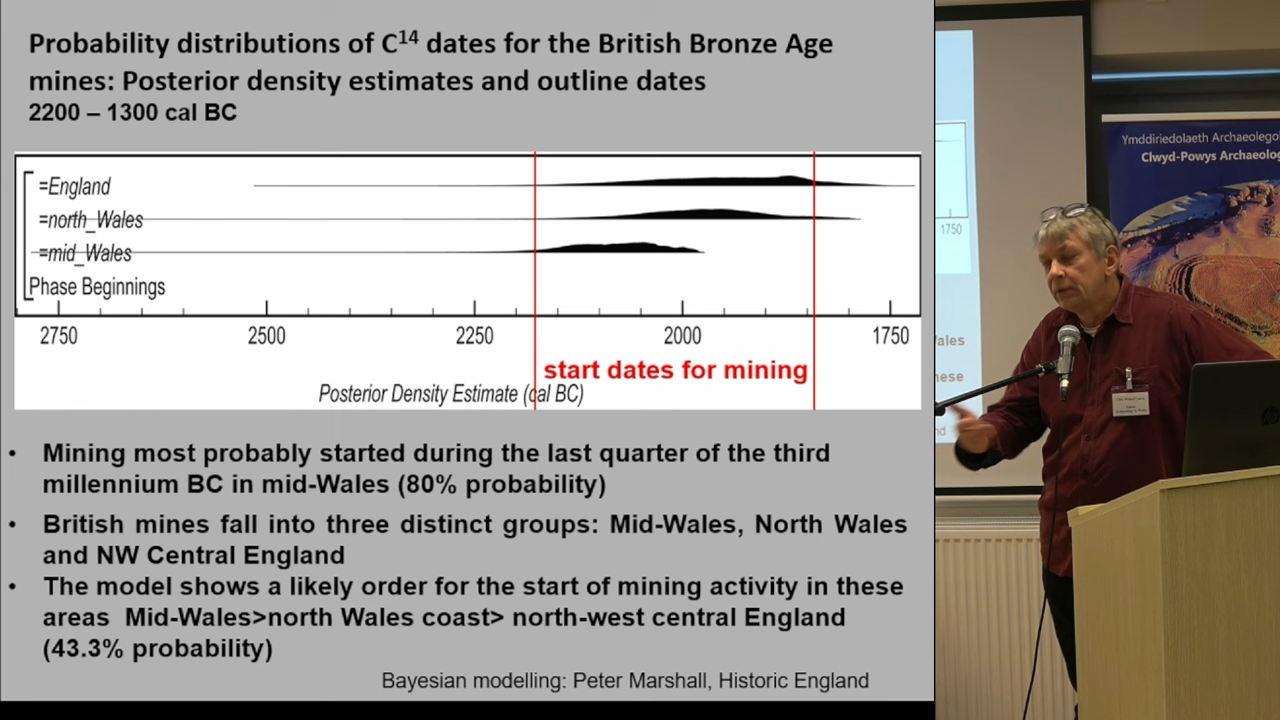 Probability distributions of C14 dates for the British Bronze Age
mines: Posterior density estimates and outline dates
2200 – 1300 cal BC
=England
=north_Wales
=mid_Wales
Phase Beginnings
2750 2500 2250 2000 1750
start dates for mining
Posterior Density Estimate (cal BC)
• Mining most probably started during the last quarter of the third
millennium BC in mid-Wales (80% probability)
• British mines fall into three distinct groups: Mid-Wales, North Wales
and NW Central England
• The model shows a likely order for the start of mining activity in these
areas Mid-Wales>north Wales coast> north-west central England
(43.3% probability)
Bayesian modelling: Peter Marshall, Historic England
Ymddiriedolaeth Archaeolego
Clwyd-Powys Archaeolog
1750
ales
hese
nd